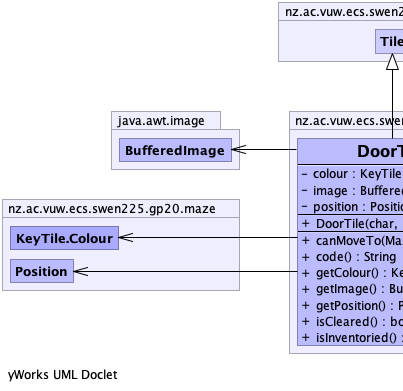 nz.ac.vuw.ecs.swen2
Tile
java.awt.image
BufferedImage
nz.ac.vuw.ecs.swen
DoorT
- colour : KeyTile
- image : Buffere
- position : Positio
+ DoorTile(char,
+ canMoveTo(Ma
+ code() : String
+ getColour() : Ke
+ getImage() : Bu
+ getPosition() : P
+ isCleared() : bo
+ isInventoried() :
nz.ac.vuw.ecs.swen225.gp20.maze
KeyTile.Colour
Position
yWorks UML Doclet